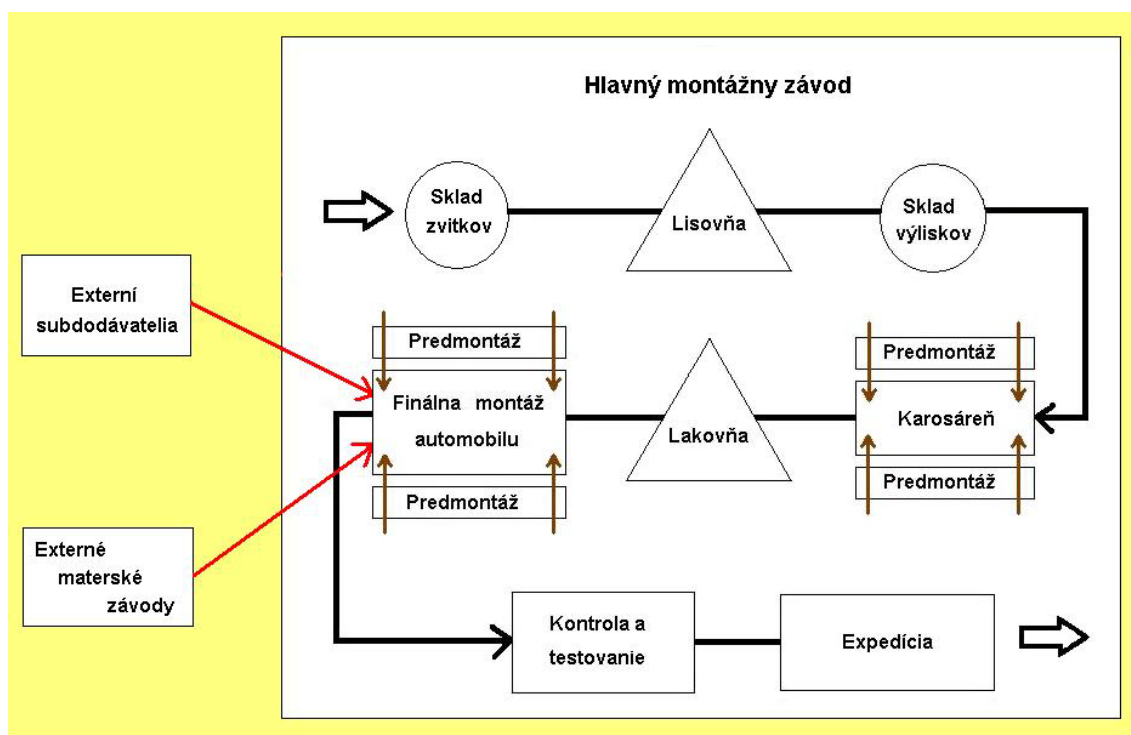 Hlavný montážny závod
Sklad
zvitkov
Lisovňa
Sklad
výliskov
Externí
subdodávatelia
Predmontáž
Finálna montáž
automobilu
Predmontáž
Lakovňa
Predmontáž
Karosáreň
Predmontáž
Externé
materské
závody
Kontrola a
testovanie
Expedícia